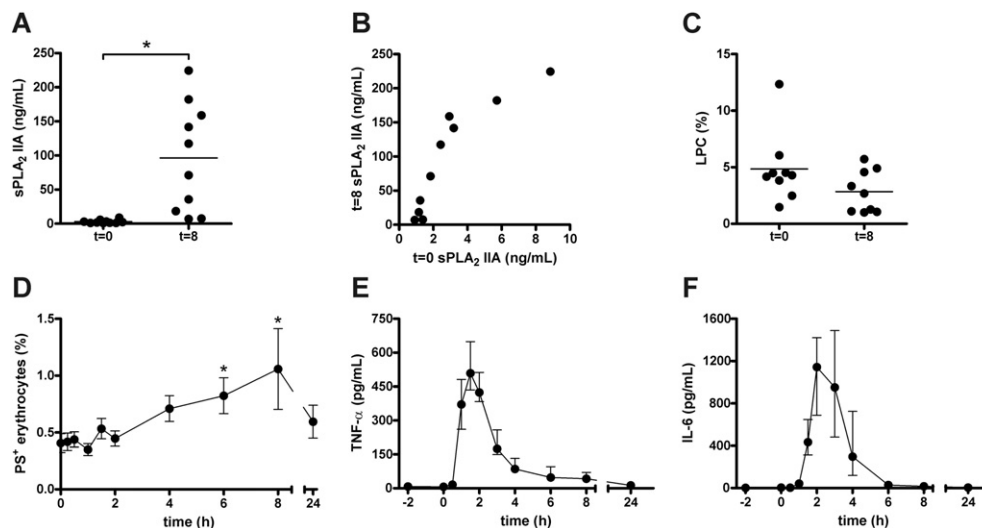 A
*
sPLA₂ IIA (ng/mL)
250
200
150
100
50
0
t=0 t=8
B
t=8 sPLA₂ IIA (ng/mL)
250
200
150
100
50
0
0 2 4 6 8 10
t=0 sPLA₂ IIA (ng/mL)
C
LPC (%)
15
10
5
0
t=0 t=8
D
PS⁺ erythrocytes (%)
1.5
1.0
0.5
0.0
* *
0 2 4 6 8 24
time (h)
E
TNF-α (pg/mL)
750
600
450
300
150
0
-2 0 2 4 6 8 24
time (h)
F
IL-6 (pg/mL)
1600
1200
800
400
0
-2 0 2 4 6 8 24
time (h)